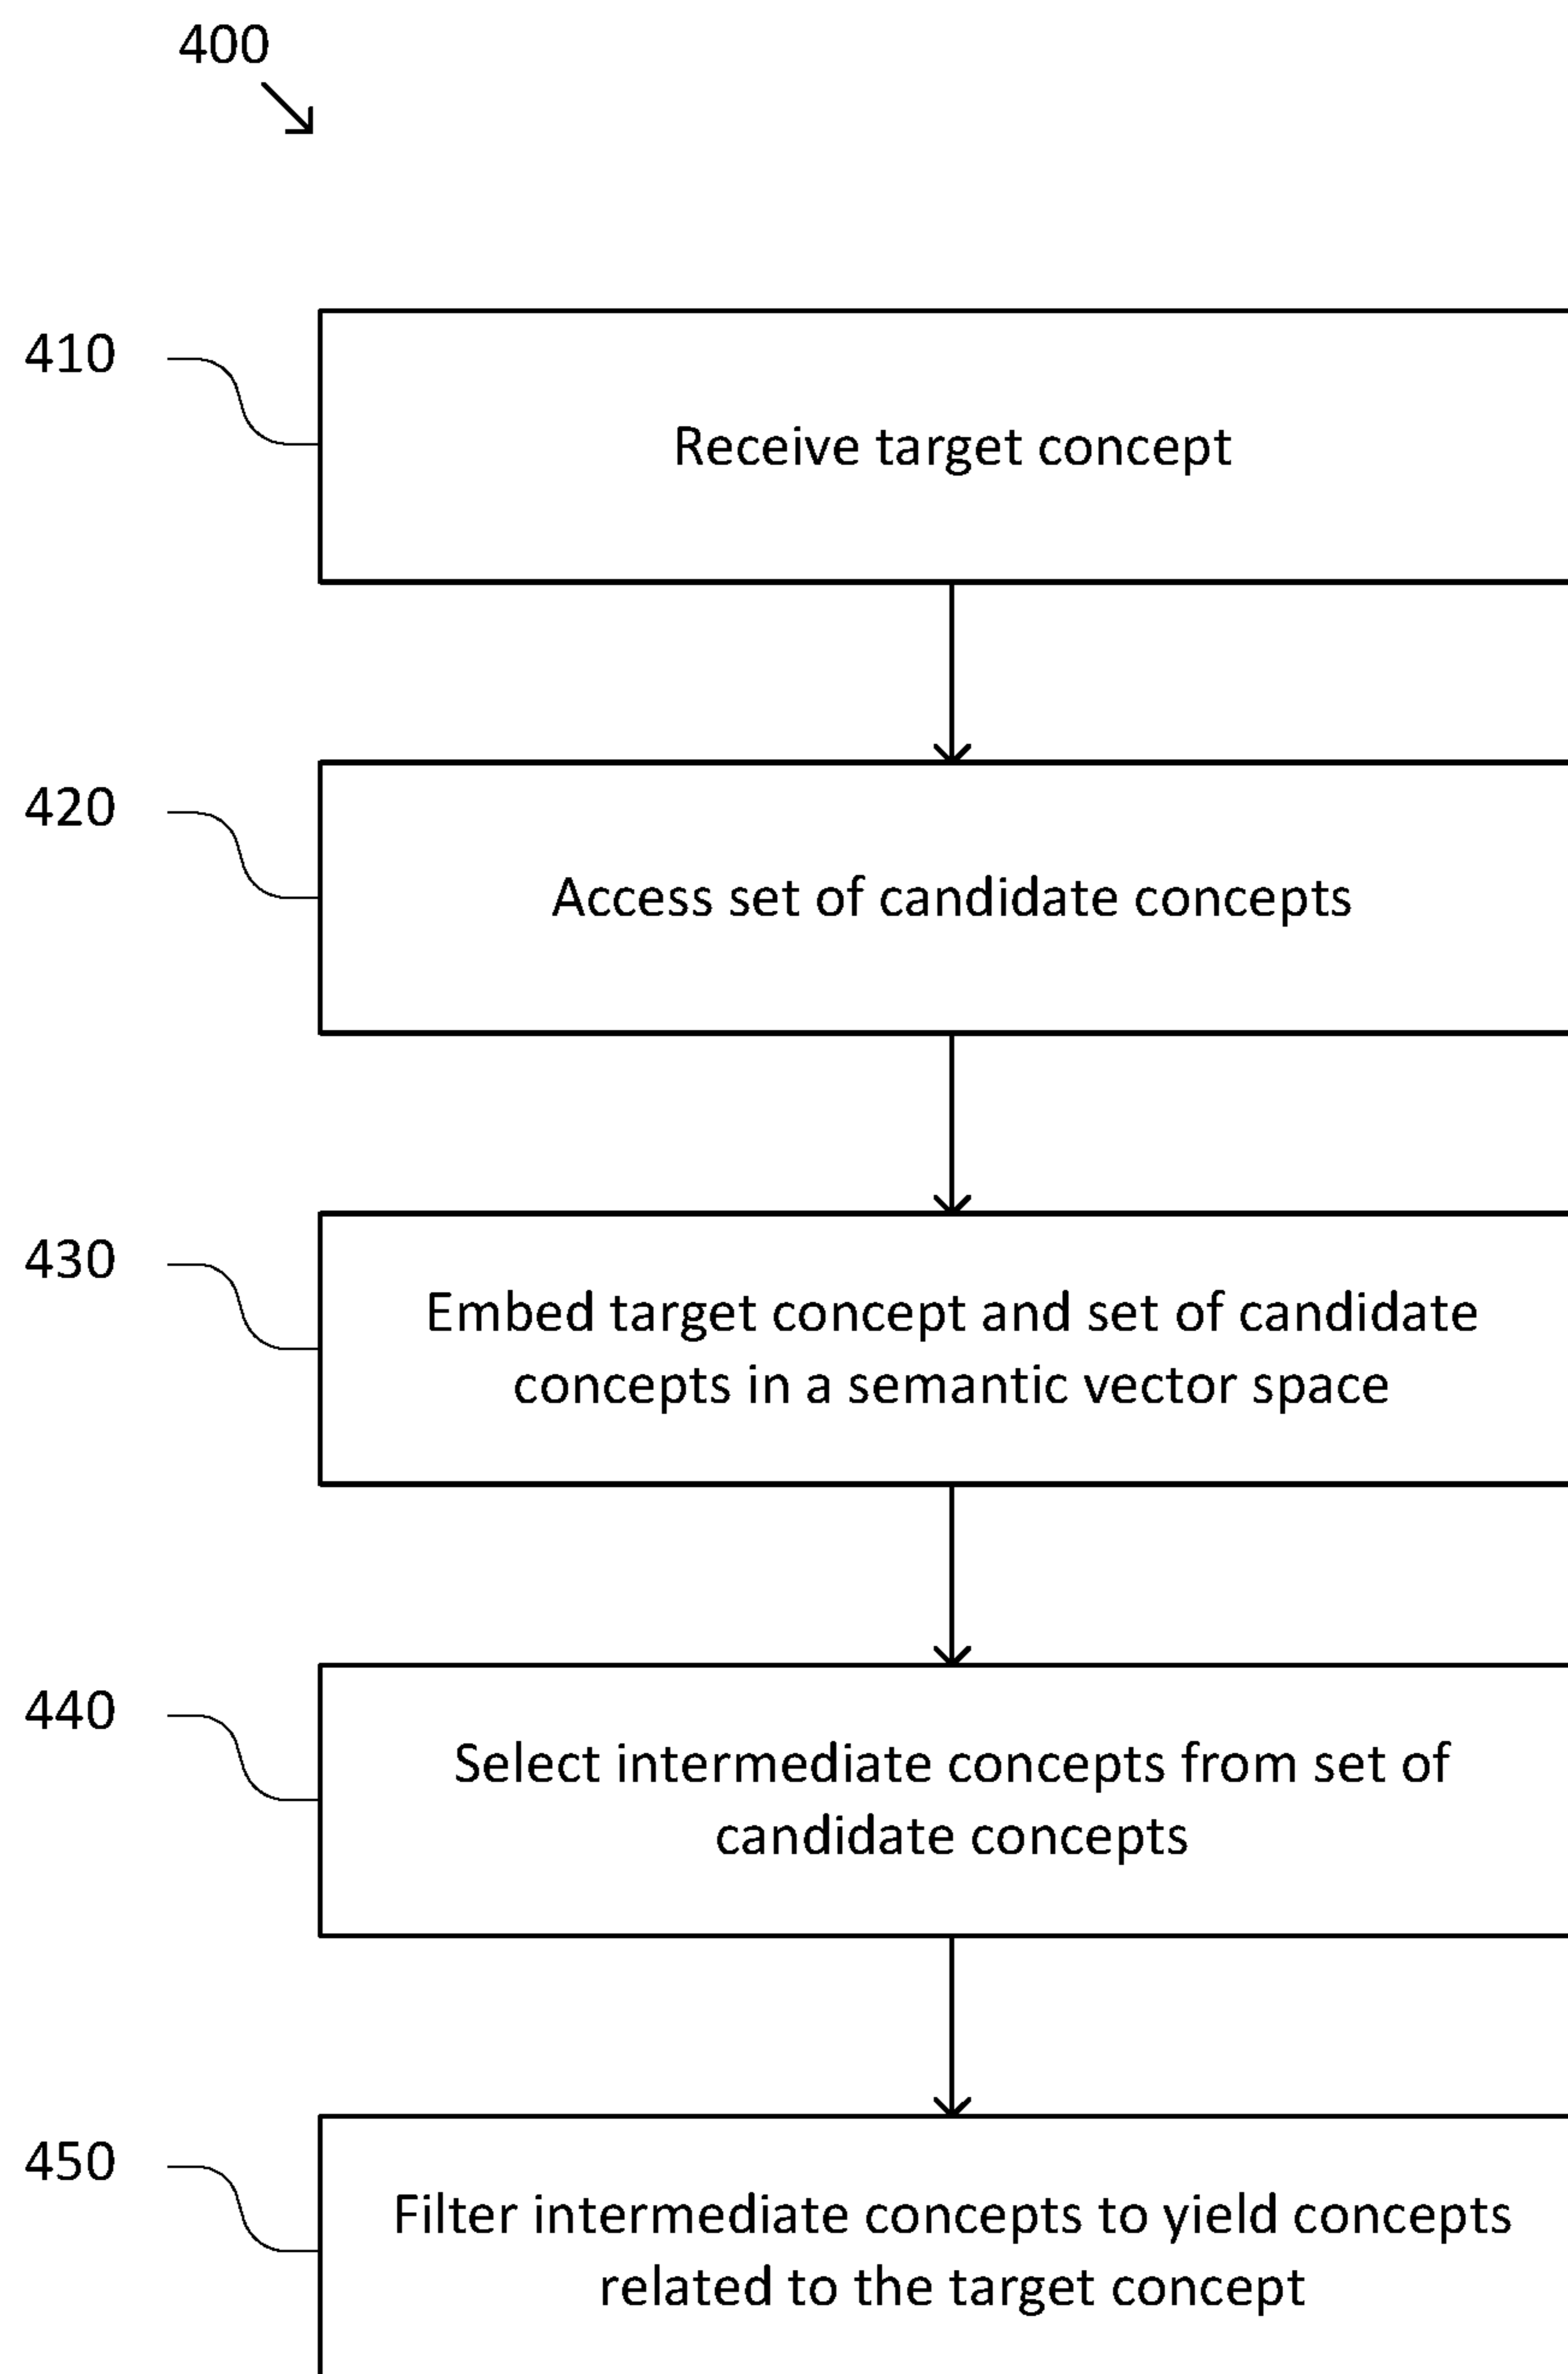 400
410
Receive target concept
420
Access set of candidate concepts
430
Embed target concept and set of candidate
concepts in a semantic vector space
440
Select intermediate concepts from set of
candidate concepts
450
Filter intermediate concepts to yield concepts
related to the target concept